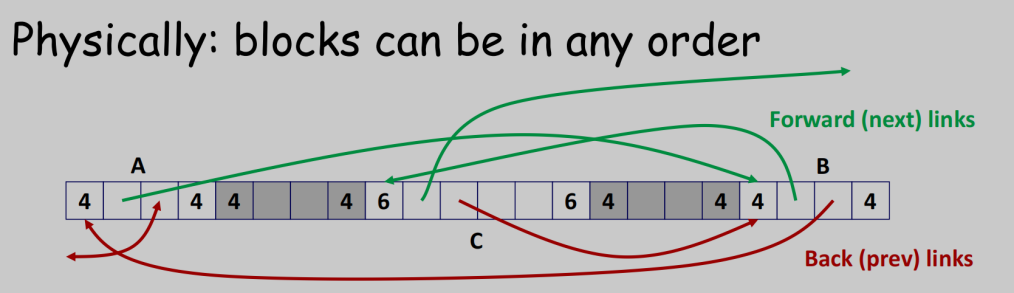 Physically: blocks can be in any order
Forward (next) links
A B
4 4 4 4 6 6 4 4 4 4
C
Back (prev) links